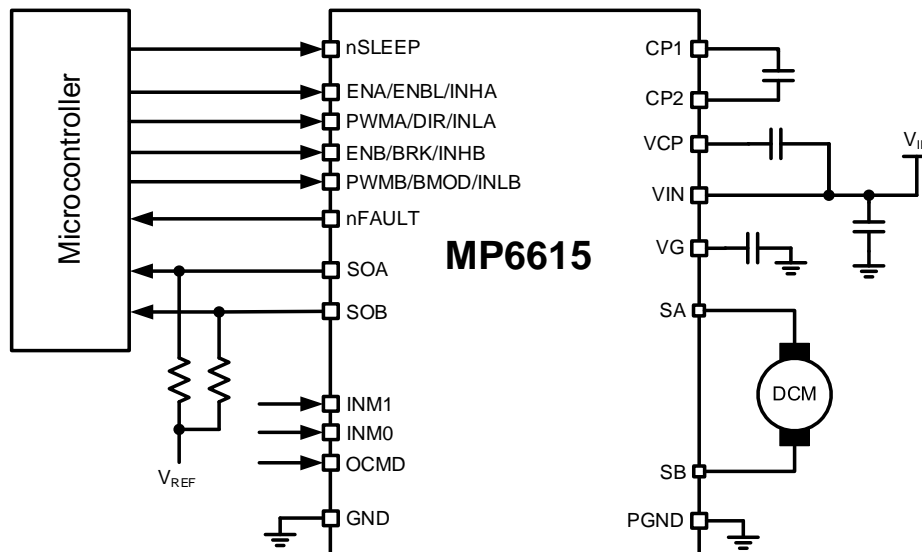 Microcontroller
nSLEEP
ENA/ENBL/INHA
PWMA/DIR/INLA
ENB/BRK/INHB
PWMB/BMOD/INLB
nFAULT
SOA
SOB
INM1
INM0
OCMD
GND
VREF
MP6615
CP1
CP2
VCP
VIN
VG
SA
SB
PGND
DCM